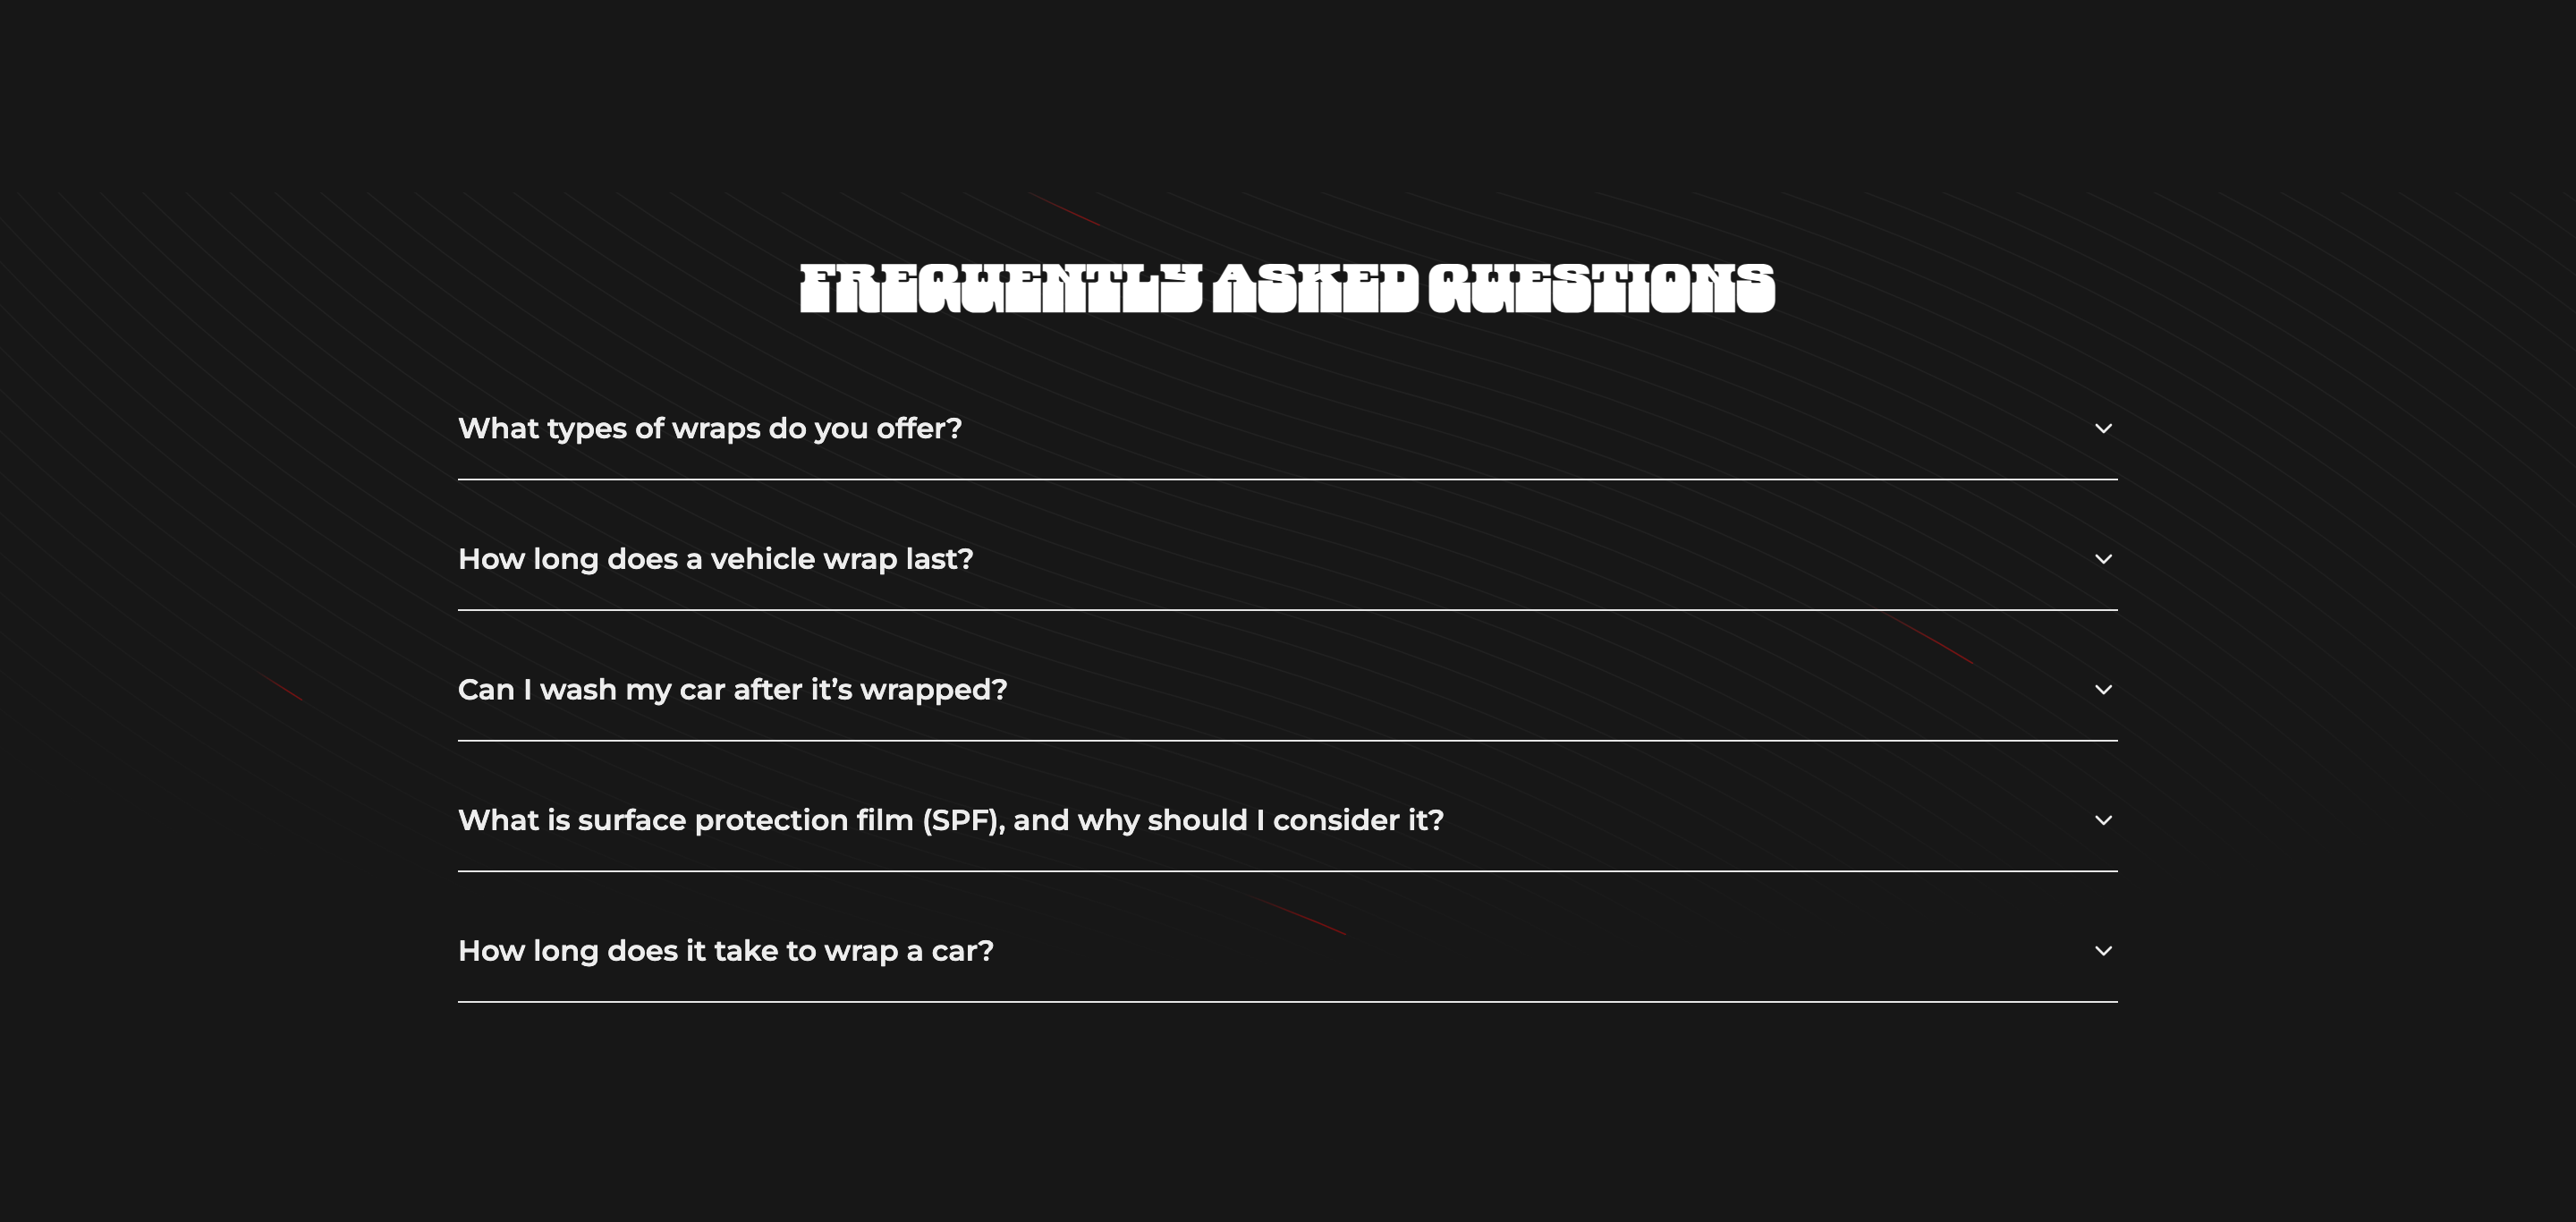 FREQUENTLY ASKED QUESTIONS
What types of wraps do you offer?
How long does a vehicle wrap last?
Can I wash my car after it’s wrapped?
What is surface protection film (SPF), and why should I consider it?
How long does it take to wrap a car?